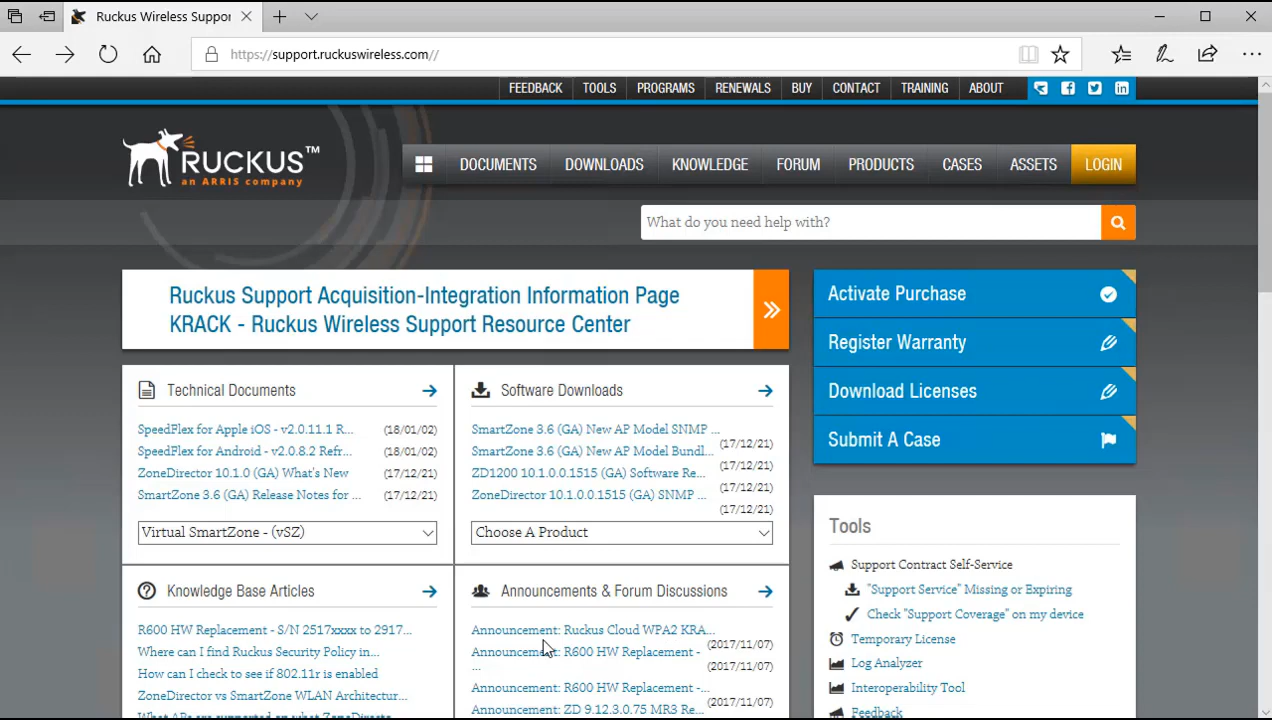 Ruckus Wireless Suppor
https://support.ruckuswireless.com//
FEEDBACK TOOLS PROGRAMS RENEWALS BUY CONTACT TRAINING ABOUT
RUCKUS™
an ARRIS company
DOCUMENTS DOWNLOADS KNOWLEDGE FORUM PRODUCTS CASES ASSETS LOGIN
What do you need help with?
Ruckus Support Acquisition-Integration Information Page
KRACK - Ruckus Wireless Support Resource Center
Activate Purchase
Register Warranty
Download Licenses
Submit A Case
Technical Documents
SpeedFlex for Apple iOS - v2.0.11.1 R... (18/01/02)
SpeedFlex for Android - v2.0.8.2 Refr... (18/01/02)
ZoneDirector 10.1.0 (GA) What's New (17/12/21)
SmartZone 3.6 (GA) Release Notes for ... (17/12/21)
Virtual SmartZone - (vSZ)
Software Downloads
SmartZone 3.6 (GA) New AP Model SNMP ...
(17/12/21)
SmartZone 3.6 (GA) New AP Model Bundl...
(17/12/21)
ZD1200 10.1.0.0.1515 (GA) Software Re...
(17/12/21)
ZoneDirector 10.1.0.0.1515 (GA) SNMP ...
(17/12/21)
Choose A Product
Knowledge Base Articles
R600 HW Replacement - S/N 2517xxxx to 2917...
Where can I find Ruckus Security Policy in...
How can I check to see if 802.11r is enabled
ZoneDirector vs SmartZone WLAN Architectur...
What APs are supported on what ZoneDirecto
Announcements & Forum Discussions
Announcement: Ruckus Cloud WPA2 KRA...
(2017/11/07)
Announcement: R600 HW Replacement -
...
(2017/11/07)
Announcement: R600 HW Replacement -...
(2017/11/07)
Announcement: ZD 9.12.3.0.75 MR3 Re...
Tools
Support Contract Self-Service
"Support Service" Missing or Expiring
Check "Support Coverage" on my device
Temporary License
Log Analyzer
Interoperability Tool
Feedback